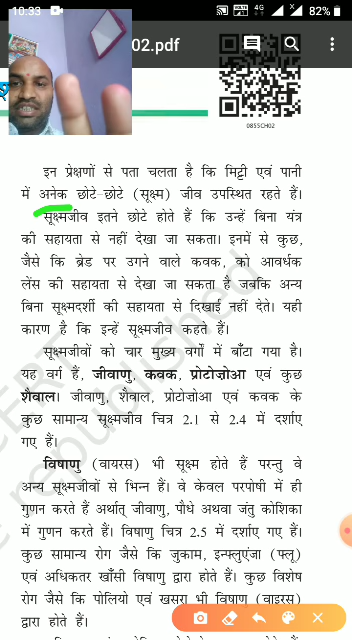 10:33
4G
X
82%
02.pdf
0855CH02
इन प्रेक्षणों से पता चलता है कि मिट्टी एवं पानी
में अनेक छोटे-छोटे (सूक्ष्म) जीव उपस्थित रहते हैं।
सूक्ष्मजीव इतने छोटे होते हैं कि उन्हें बिना यंत्र
की सहायता से नहीं देखा जा सकता। इनमें से कुछ,
जैसे कि ब्रेड पर उगने वाले कवक, को आवर्धक
लेंस की सहायता से देखा जा सकता है जबकि अन्य
बिना सूक्ष्मदर्शी की सहायता से दिखाई नहीं देते। यही
कारण है कि इन्हें सूक्ष्मजीव कहते हैं।
सूक्ष्मजीवों को चार मुख्य वर्गों में बाँटा गया है।
यह वर्ग हैं, जीवाणु, कवक, प्रोटोज़ोआ एवं कुछ
शैवाल। जीवाणु, शैवाल, प्रोटोज़ोआ एवं कवक के
कुछ सामान्य सूक्ष्मजीव चित्र 2.1 से 2.4 में दर्शाए
गए हैं।
विषाणु (वायरस) भी सूक्ष्म होते हैं परन्तु वे
अन्य सूक्ष्मजीवों से भिन्न हैं। वे केवल परपोषी में ही
गुणन करते हैं अर्थात् जीवाणु, पौधे अथवा जंतु कोशिका
में गुणन करते हैं। विषाणु चित्र 2.5 में दर्शाए गए हैं।
कुछ सामान्य रोग जैसे कि जुकाम, इन्फ्लुएंजा (फ्लू)
एवं अधिकतर खाँसी विषाणु द्वारा होते हैं। कुछ विशेष
रोग जैसे कि पोलियो एवं खसरा भी विषाणु (वाइरस)
द्वारा होते हैं।